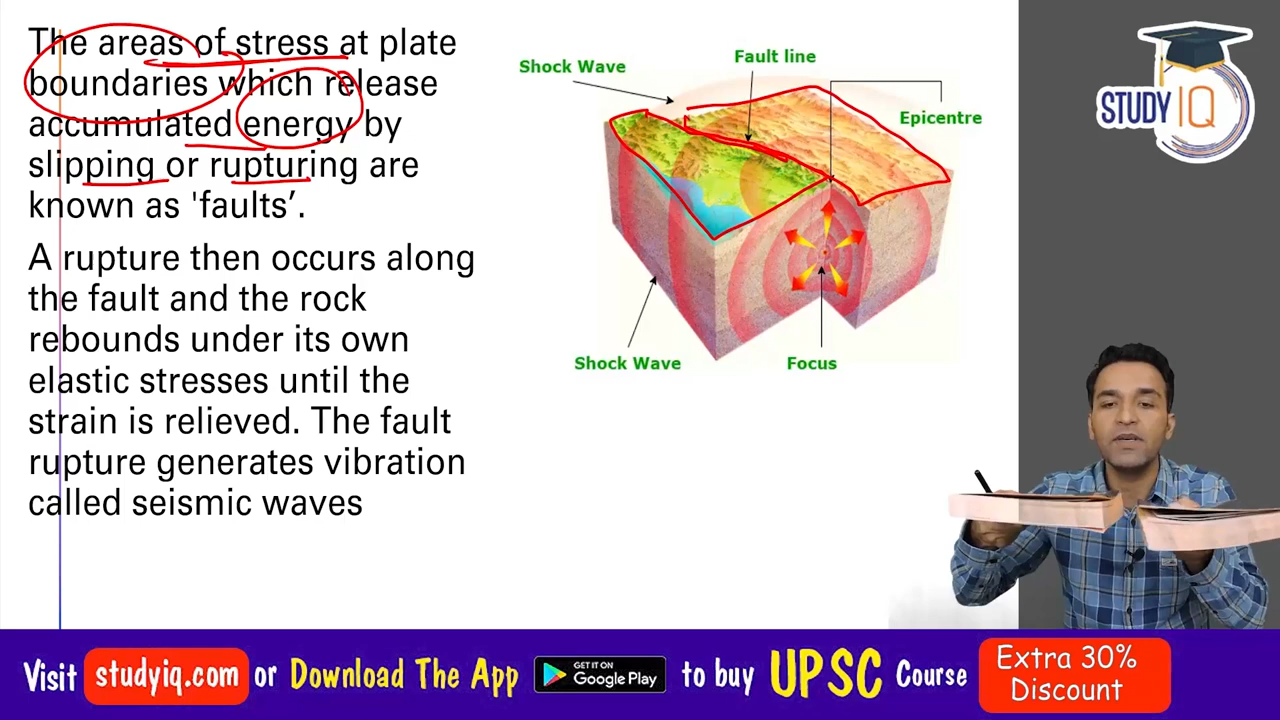 The areas of stress at plate
boundaries which release
accumulated energy by
slipping or rupturing are
known as 'faults’.
A rupture then occurs along
the fault and the rock
rebounds under its own
elastic stresses until the
strain is relieved. The fault
rupture generates vibration
called seismic waves
Shock Wave
Fault line
Epicentre
Shock Wave
Focus
STUDY IQ
Visit studyiq.com or Download The App GET IT ON Google Play to buy UPSC Course
Extra 30%
Discount